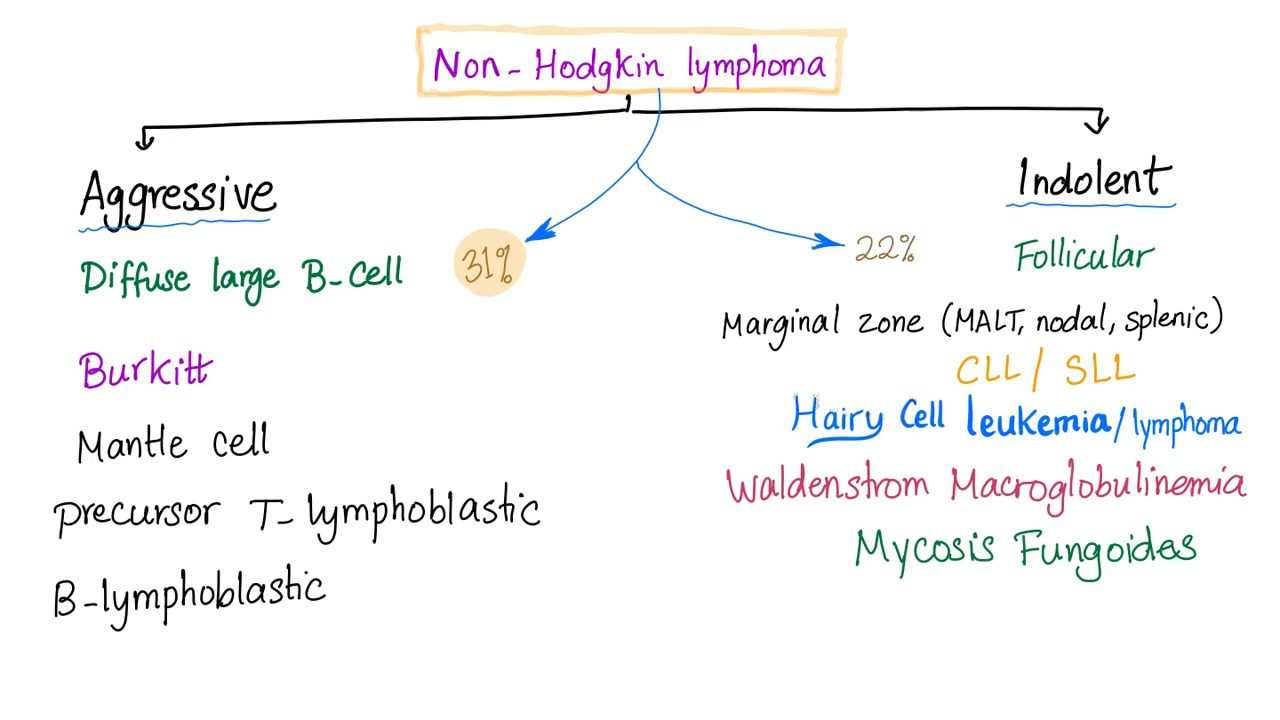 Non-Hodgkin lymphoma
Aggressive
Diffuse large B-cell
31%
Burkitt
Mantle cell
precursor T-lymphoblastic
B-lymphoblastic
Indolent
22%
Follicular
Marginal zone (MALT, nodal, splenic)
CLL / SLL
Hairy Cell leukemia/lymphoma
Waldenstrom Macroglobulinemia
Mycosis Fungoides